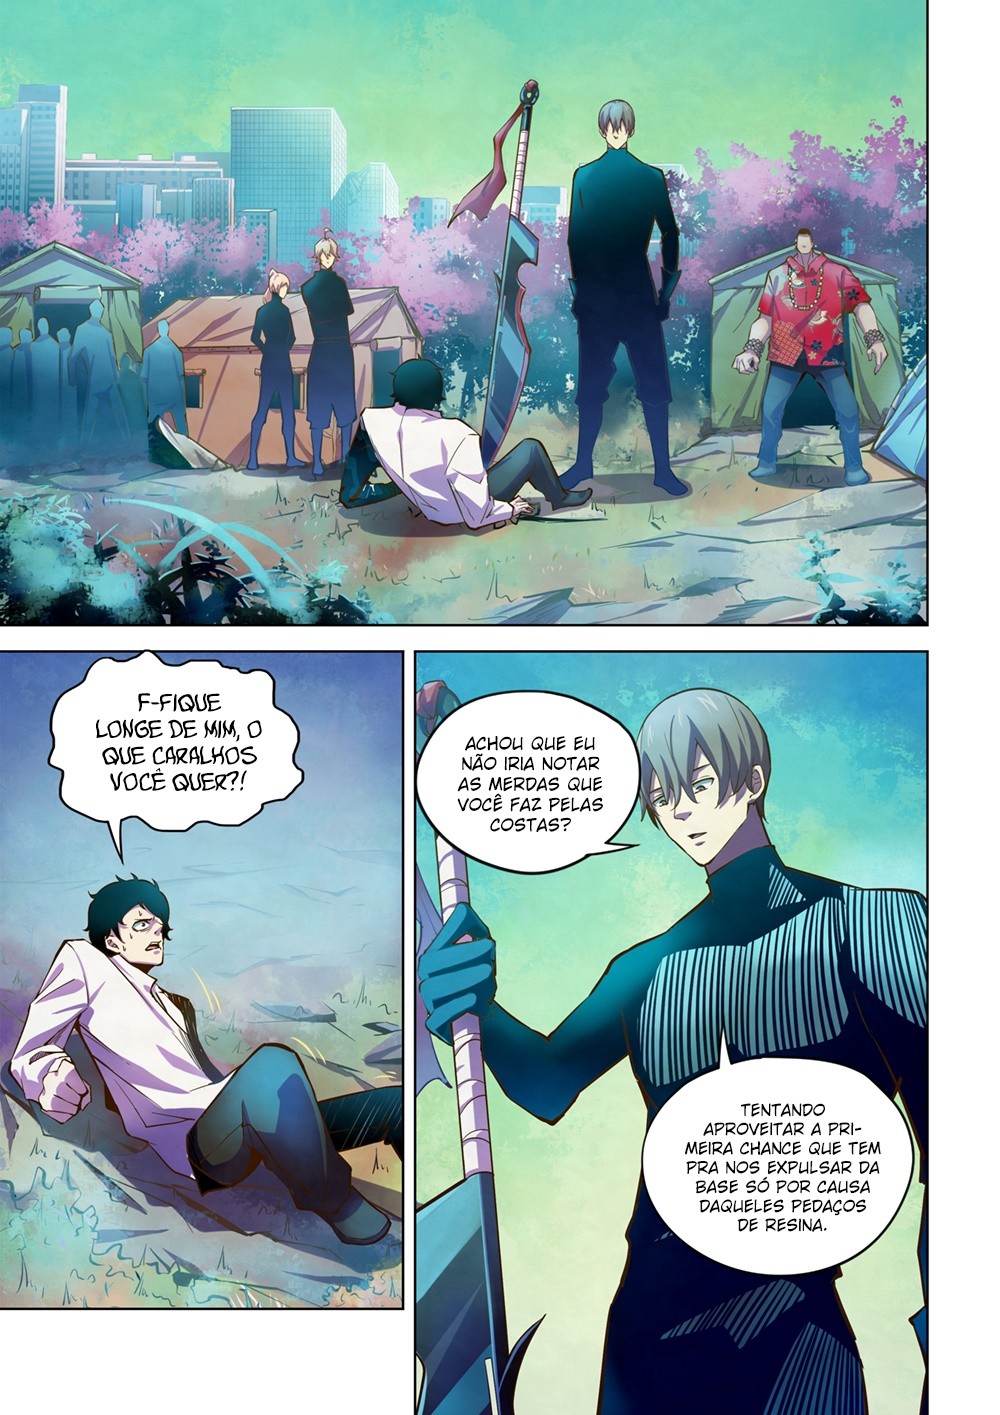 ACHOU QUE EU
NÃO IRIA NOTAR
AS MERDAS QUE
VOCÊ FAZ PELAS
COSTAS?
TENTANDO
APROVEITAR A PRI-
MEIRA CHANCE QUE TEM
PRA NOS EXPULSAR DA
BASE SÓ POR CAUSA
DAQUELES PEDAÇOS
DE RESINA.
F-FIQUE
LONGE DE MIM, O
QUE CARALHOS
VOCÊ QUER?!